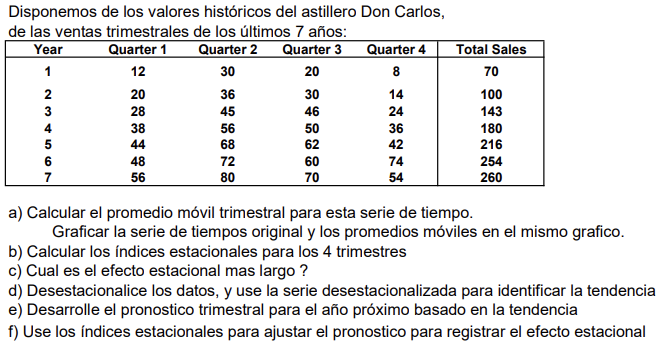 Disponemos de los valores históricos del astillero Don Carlos,
de las ventas trimestrales de los últimos 7 años:
Year Quarter 1 Quarter 2 Quarter 3 Quarter 4 Total Sales
1 12 30 20 8 70
2 20 36 30 14 100
3 28 45 46 24 143
4 38 56 50 36 180
5 44 68 62 42 216
6 48 72 60 74 254
7 56 80 70 54 260
a) Calcular el promedio móvil trimestral para esta serie de tiempo.
Graficar la serie de tiempos original y los promedios móviles en el mismo grafico.
b) Calcular los índices estacionales para los 4 trimestres
c) Cual es el efecto estacional mas largo ?
d) Desestacionalice los datos, y use la serie desestacionalizada para identificar la tendencia
e) Desarrolle el pronostico trimestral para el año próximo basado en la tendencia
f) Use los índices estacionales para ajustar el pronostico para registrar el efecto estacional